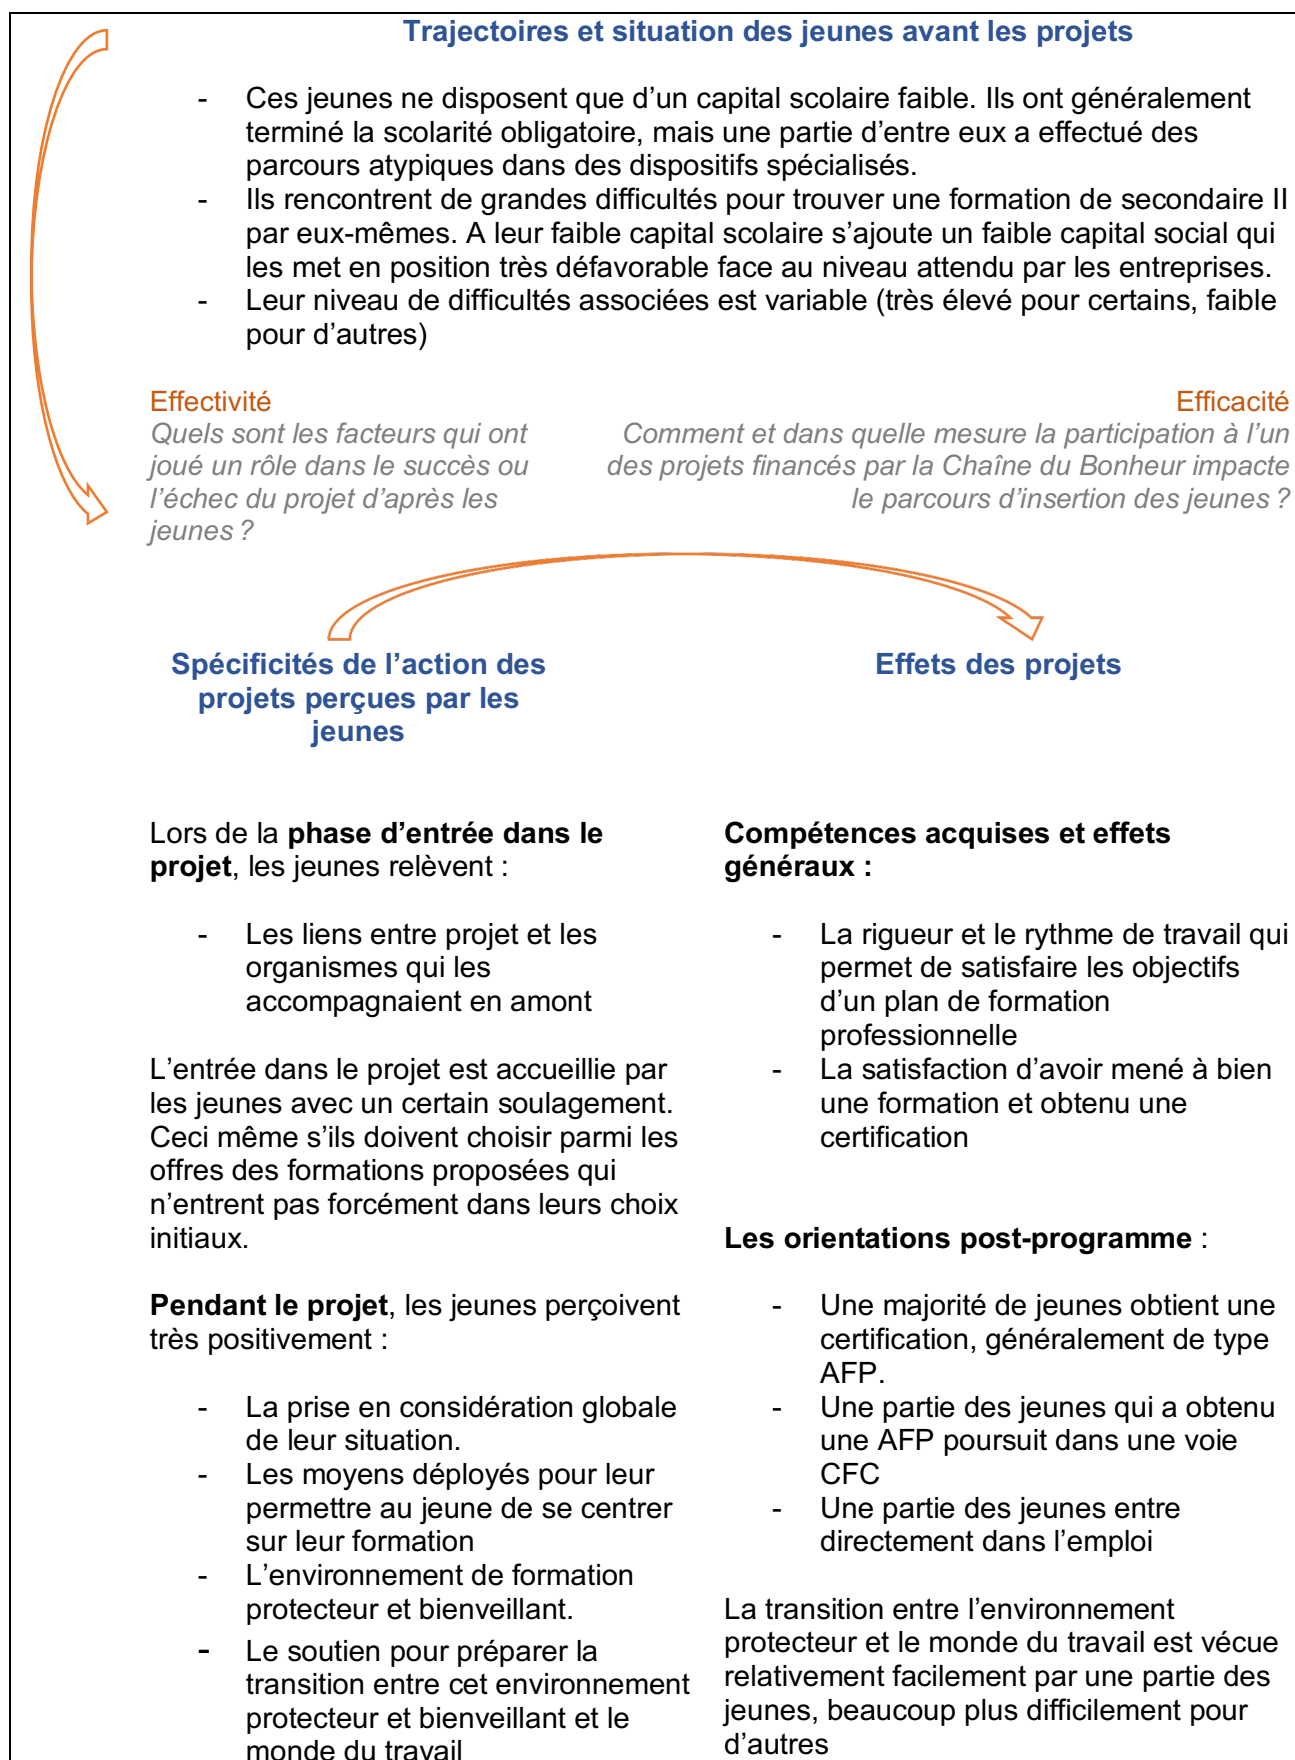 Trajectoires et situation des jeunes avant les projets
- Ces jeunes ne disposent que d’un capital scolaire faible. Ils ont généralement
terminé la scolarité obligatoire, mais une partie d’entre eux a effectué des
parcours atypiques dans des dispositifs spécialisés.
- Ils rencontrent de grandes difficultés pour trouver une formation de secondaire II
par eux-mêmes. A leur faible capital scolaire s’ajoute un faible capital social qui
les met en position très défavorable face au niveau attendu par les entreprises.
- Leur niveau de difficultés associées est variable (très élevé pour certains, faible
pour d’autres)
Effectivité
Quels sont les facteurs qui ont
joué un rôle dans le succès ou
l’échec du projet d’après les
jeunes ?
Efficacité
Comment et dans quelle mesure la participation à l’un
des projets financés par la Chaîne du Bonheur impacte
le parcours d’insertion des jeunes ?
Spécificités de l’action des
projets perçues par les
jeunes
Lors de la phase d’entrée dans le
projet, les jeunes relèvent :
- Les liens entre projet et les
organismes qui les
accompagnaient en amont
L’entrée dans le projet est accueillie par
les jeunes avec un certain soulagement.
Ceci même s’ils doivent choisir parmi les
offres des formations proposées qui
n’entrent pas forcément dans leurs choix
initiaux.
Pendant le projet, les jeunes perçoivent
très positivement :
- La prise en considération globale
de leur situation.
- Les moyens déployés pour leur
permettre au jeune de se centrer
sur leur formation
- L’environnement de formation
protecteur et bienveillant.
- Le soutien pour préparer la
transition entre cet environnement
protecteur et bienveillant et le
monde du travail
Effets des projets
Compétences acquises et effets
généraux :
- La rigueur et le rythme de travail qui
permet de satisfaire les objectifs
d’un plan de formation
professionnelle
- La satisfaction d’avoir mené à bien
une formation et obtenu une
certification
Les orientations post-programme :
- Une majorité de jeunes obtient une
certification, généralement de type
AFP.
- Une partie des jeunes qui a obtenu
une AFP poursuit dans une voie
CFC
- Une partie des jeunes entre
directement dans l’emploi
La transition entre l’environnement
protecteur et le monde du travail est vécue
relativement facilement par une partie des
jeunes, beaucoup plus difficilement pour
d’autres